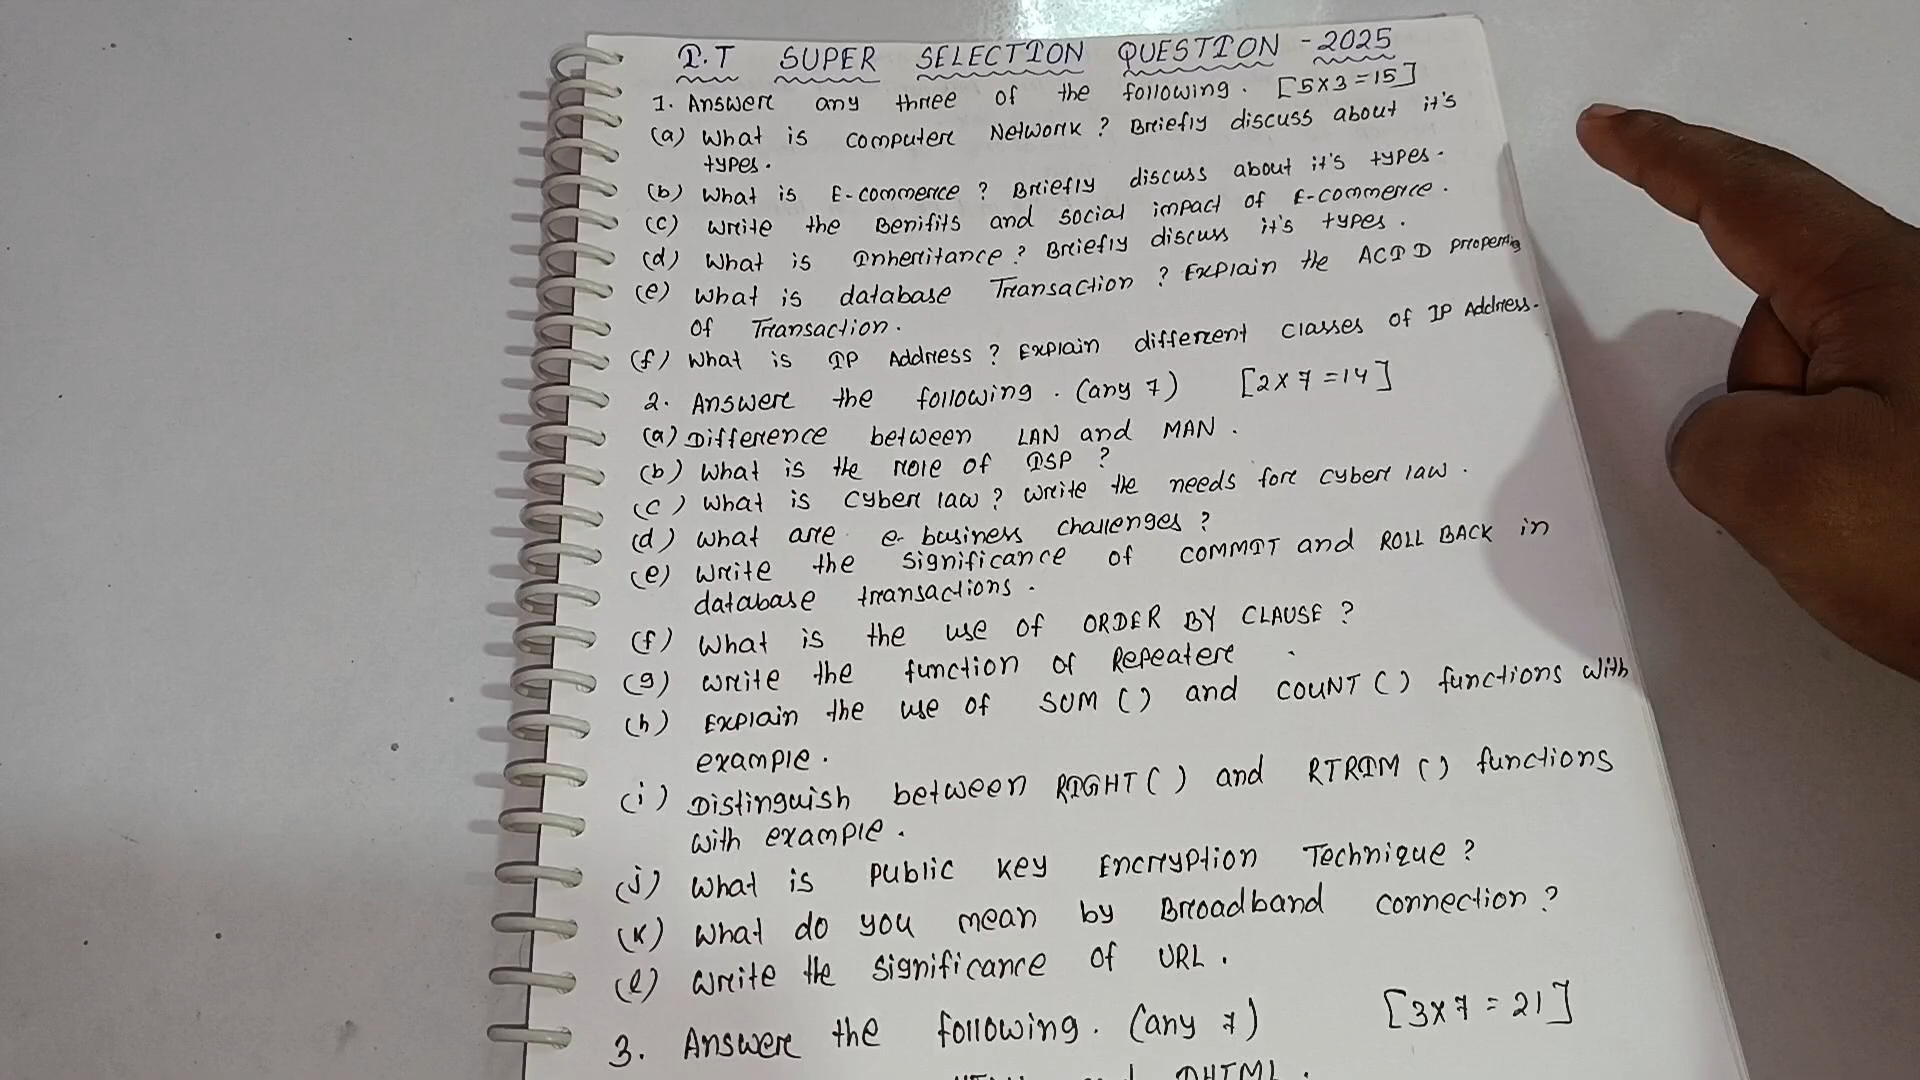 I.T SUPER SELECTION QUESTION - 2025
1. Answer any three of the following. [5x3=15]
(a) What is computer Network? Briefly discuss about it's
types.
(b) What is E-commerce? Briefly discuss about it's types.
(c) Write the Benifits and social impact of E-commerce.
(d) What is Inheritance? Briefly discuss it's types.
(e) What is database Transaction? Explain the ACID properties
of Transaction.
(f) What is IP Address? Explain different classes of IP Address.
2. Answer the following. (any 7) [2x7=14]
(a) Difference between LAN and MAN.
(b) What is the role of ISP?
(c) What is Cyber law? Write the needs for cyber law.
(d) What are e-business challenges?
(e) Write the significance of COMMIT and ROLL BACK in
database transactions.
(f) What is the use of ORDER BY CLAUSE?
(g) Write the function of Repeater.
(h) Explain the use of SUM () and COUNT () functions with
example.
(i) Distinguish between RIGHT () and RTRIM () functions
with example.
(j) What is public key Encryption Technique?
(k) What do you mean by Broadband connection?
(l) Write the significance of URL.
3. Answer the following. (any 7) [3x7=21]
and DHTML.